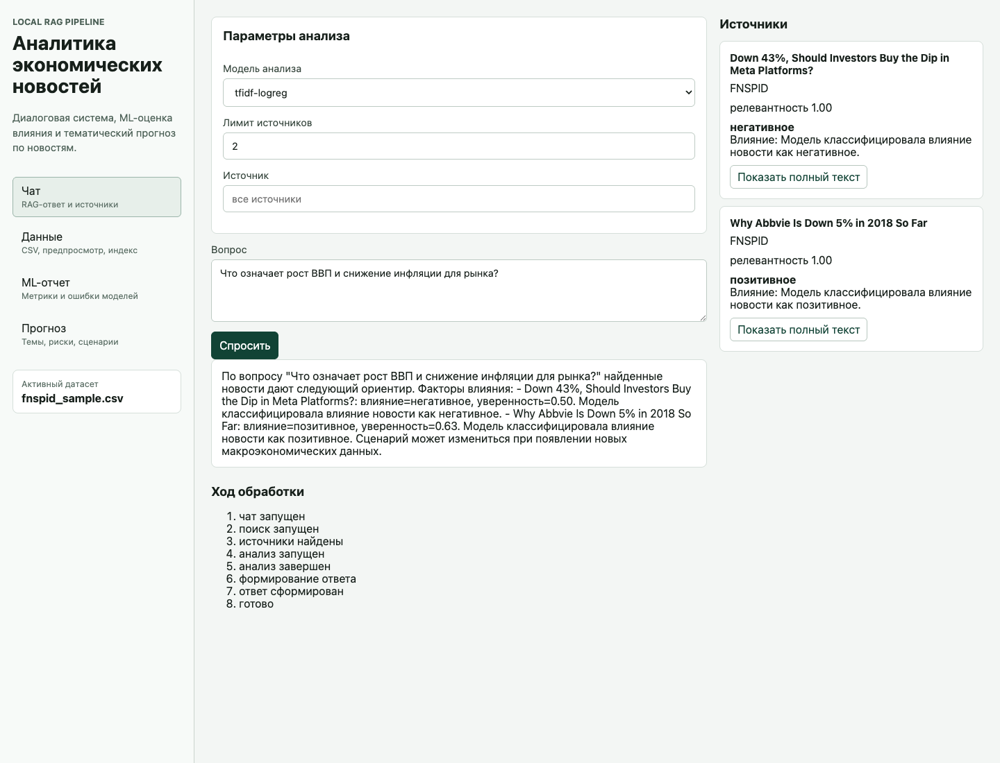 LOCAL RAG PIPELINE
Аналитика
экономических
новостей
Диалоговая система, ML-оценка
влияния и тематический прогноз
по новостям.
Чат
RAG-ответ и источники
Данные
CSV, предпросмотр, индекс
ML-отчет
Метрики и ошибки моделей
Прогноз
Темы, риски, сценарии
Активный датасет
fnspid_sample.csv
Параметры анализа
Модель анализа
tfidf-logreg
Лимит источников
2
Источник
все источники
Вопрос
Что означает рост ВВП и снижение инфляции для рынка?
Спросить
По вопросу "Что означает рост ВВП и снижение инфляции для рынка?" найденные
новости дают следующий ориентир. Факторы влияния: - Down 43%, Should Investors Buy
the Dip in Meta Platforms?: влияние=негативное, уверенность=0.50. Модель
классифицировала влияние новости как негативное. - Why Abbvie Is Down 5% in 2018 So
Far: влияние=позитивное, уверенность=0.63. Модель классифицировала влияние
новости как позитивное. Сценарий может измениться при появлении новых
макроэкономических данных.
Ход обработки
1. чат запущен
2. поиск запущен
3. источники найдены
4. анализ запущен
5. анализ завершен
6. формирование ответа
7. ответ сформирован
8. готово
Источники
Down 43%, Should Investors Buy the Dip in
Meta Platforms?
FNSPID
релевантность 1.00
негативное
Влияние: Модель классифицировала влияние
новости как негативное.
Показать полный текст
Why Abbvie Is Down 5% in 2018 So Far
FNSPID
релевантность 1.00
позитивное
Влияние: Модель классифицировала влияние
новости как позитивное.
Показать полный текст